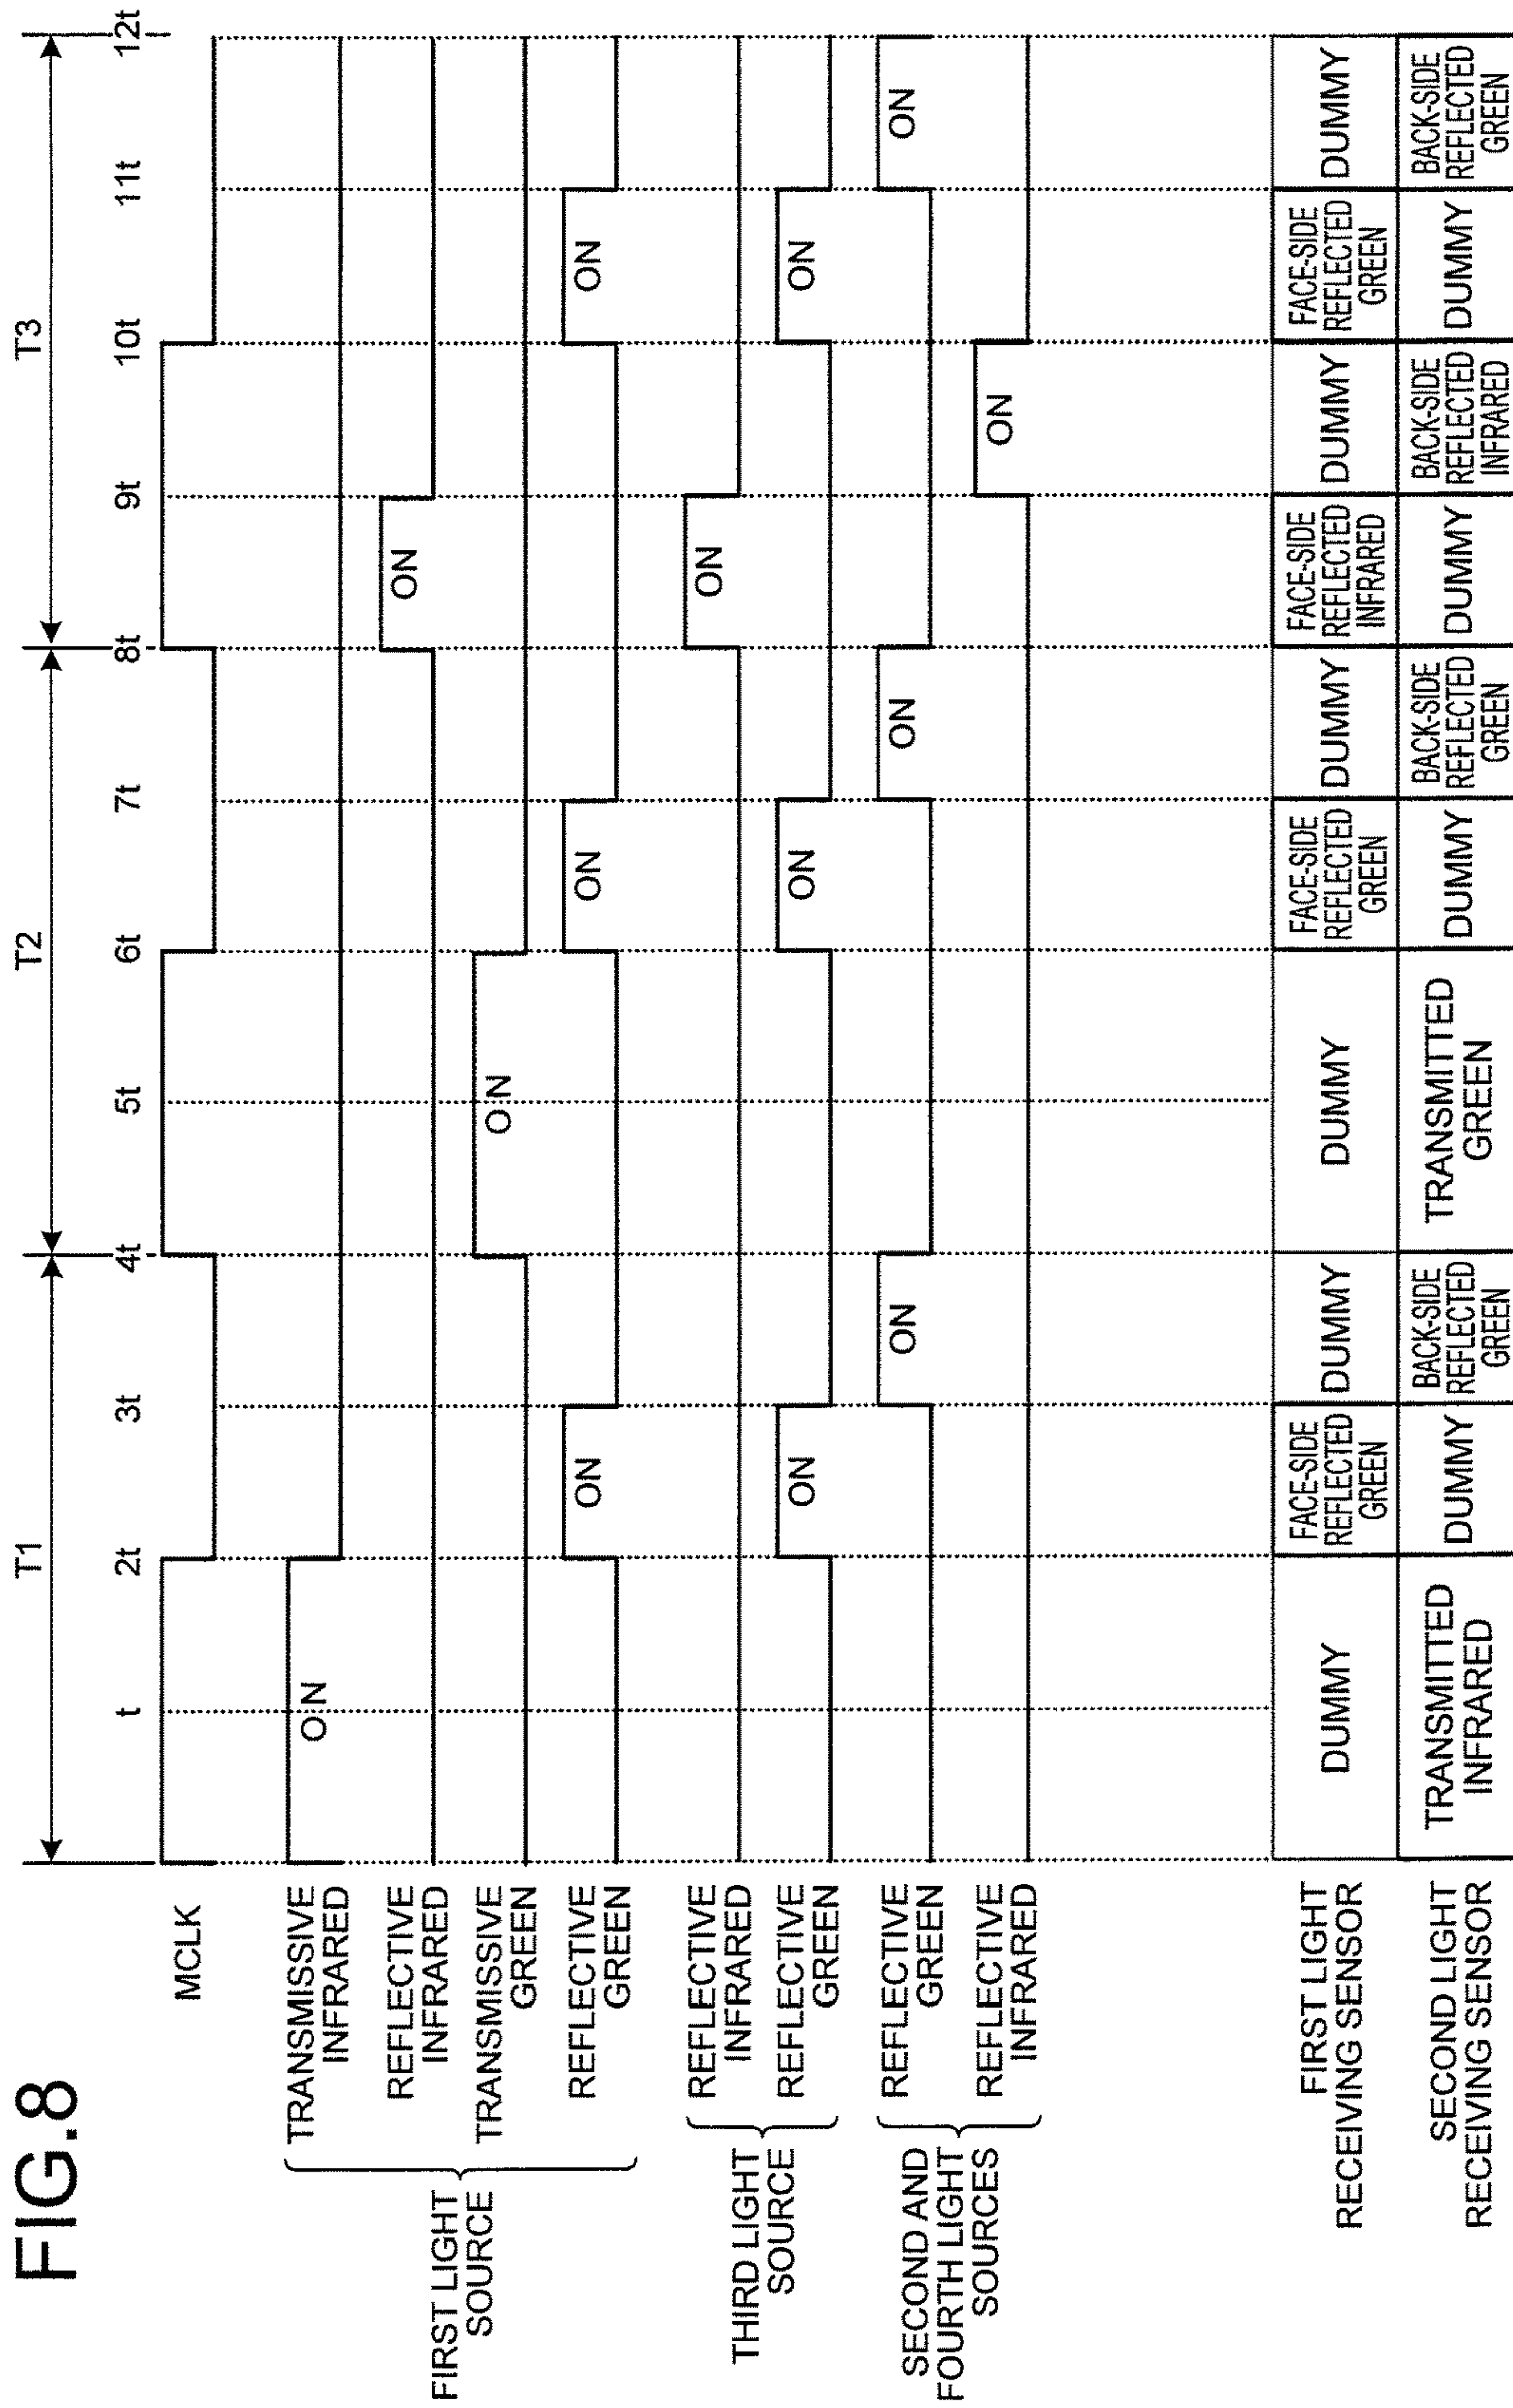 FIG.8
T1
T2
T3
t
2t
3t
4t
5t
6t
7t
8t
9t
10t
11t
12t
MCLK
FIRST LIGHT
SOURCE
TRANSMISSIVE
INFRARED
ON
REFLECTIVE
INFRARED
ON
TRANSMISSIVE
GREEN
ON
REFLECTIVE
GREEN
ON
ON
ON
THIRD LIGHT
SOURCE
REFLECTIVE
INFRARED
ON
REFLECTIVE
GREEN
ON
ON
ON
SECOND AND
FOURTH LIGHT
SOURCES
REFLECTIVE
GREEN
ON
ON
ON
REFLECTIVE
INFRARED
ON
FIRST LIGHT
RECEIVING SENSOR
DUMMY
FACE-SIDE
REFLECTED
GREEN
DUMMY
DUMMY
FACE-SIDE
REFLECTED
GREEN
DUMMY
FACE-SIDE
REFLECTED
INFRARED
DUMMY
FACE-SIDE
REFLECTED
GREEN
DUMMY
SECOND LIGHT
RECEIVING SENSOR
TRANSMITTED
INFRARED
DUMMY
BACK-SIDE
REFLECTED
GREEN
TRANSMITTED
GREEN
DUMMY
BACK-SIDE
REFLECTED
GREEN
DUMMY
BACK-SIDE
REFLECTED
INFRARED
DUMMY
BACK-SIDE
REFLECTED
GREEN